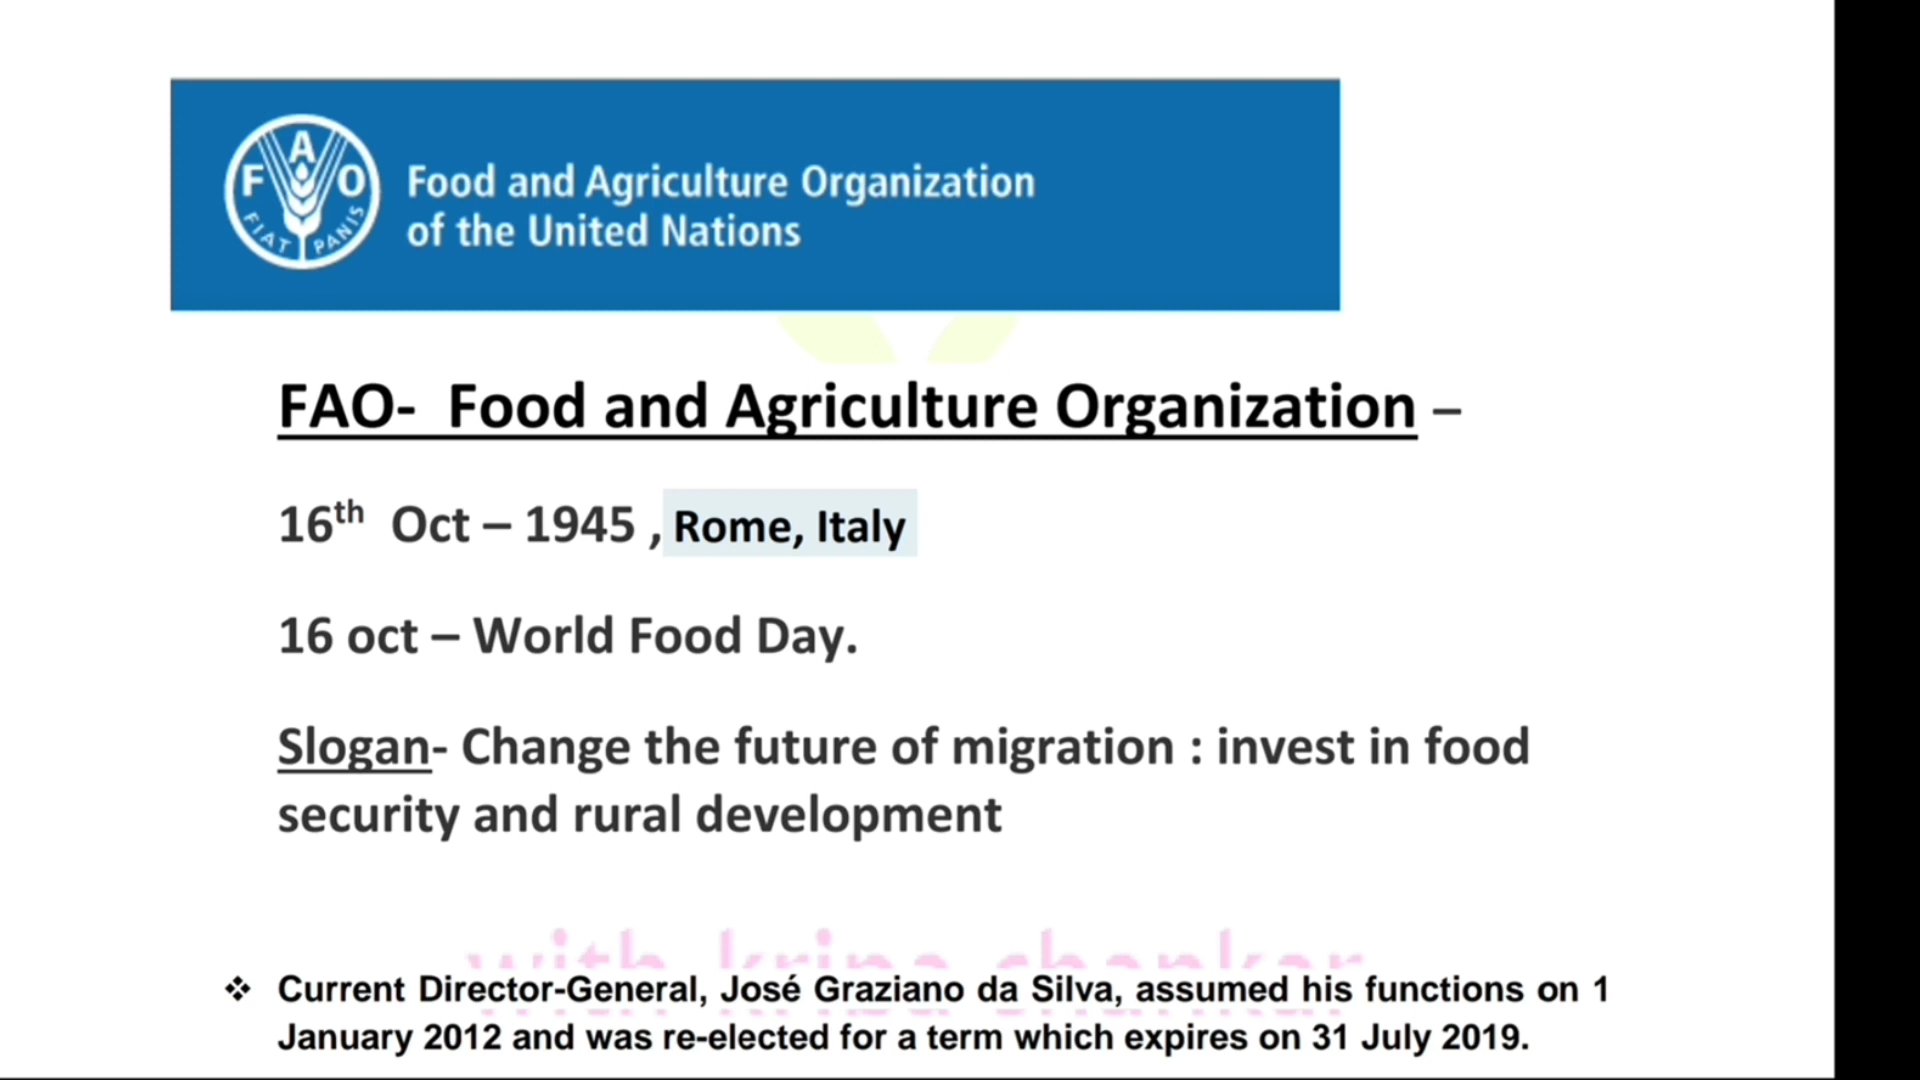 F A O
FIAT PANIS
Food and Agriculture Organization
of the United Nations
FAO- Food and Agriculture Organization –
16th Oct – 1945 , Rome, Italy
16 oct – World Food Day.
Slogan- Change the future of migration : invest in food
security and rural development
with kripa shankar
❖ Current Director-General, José Graziano da Silva, assumed his functions on 1
January 2012 and was re-elected for a term which expires on 31 July 2019.